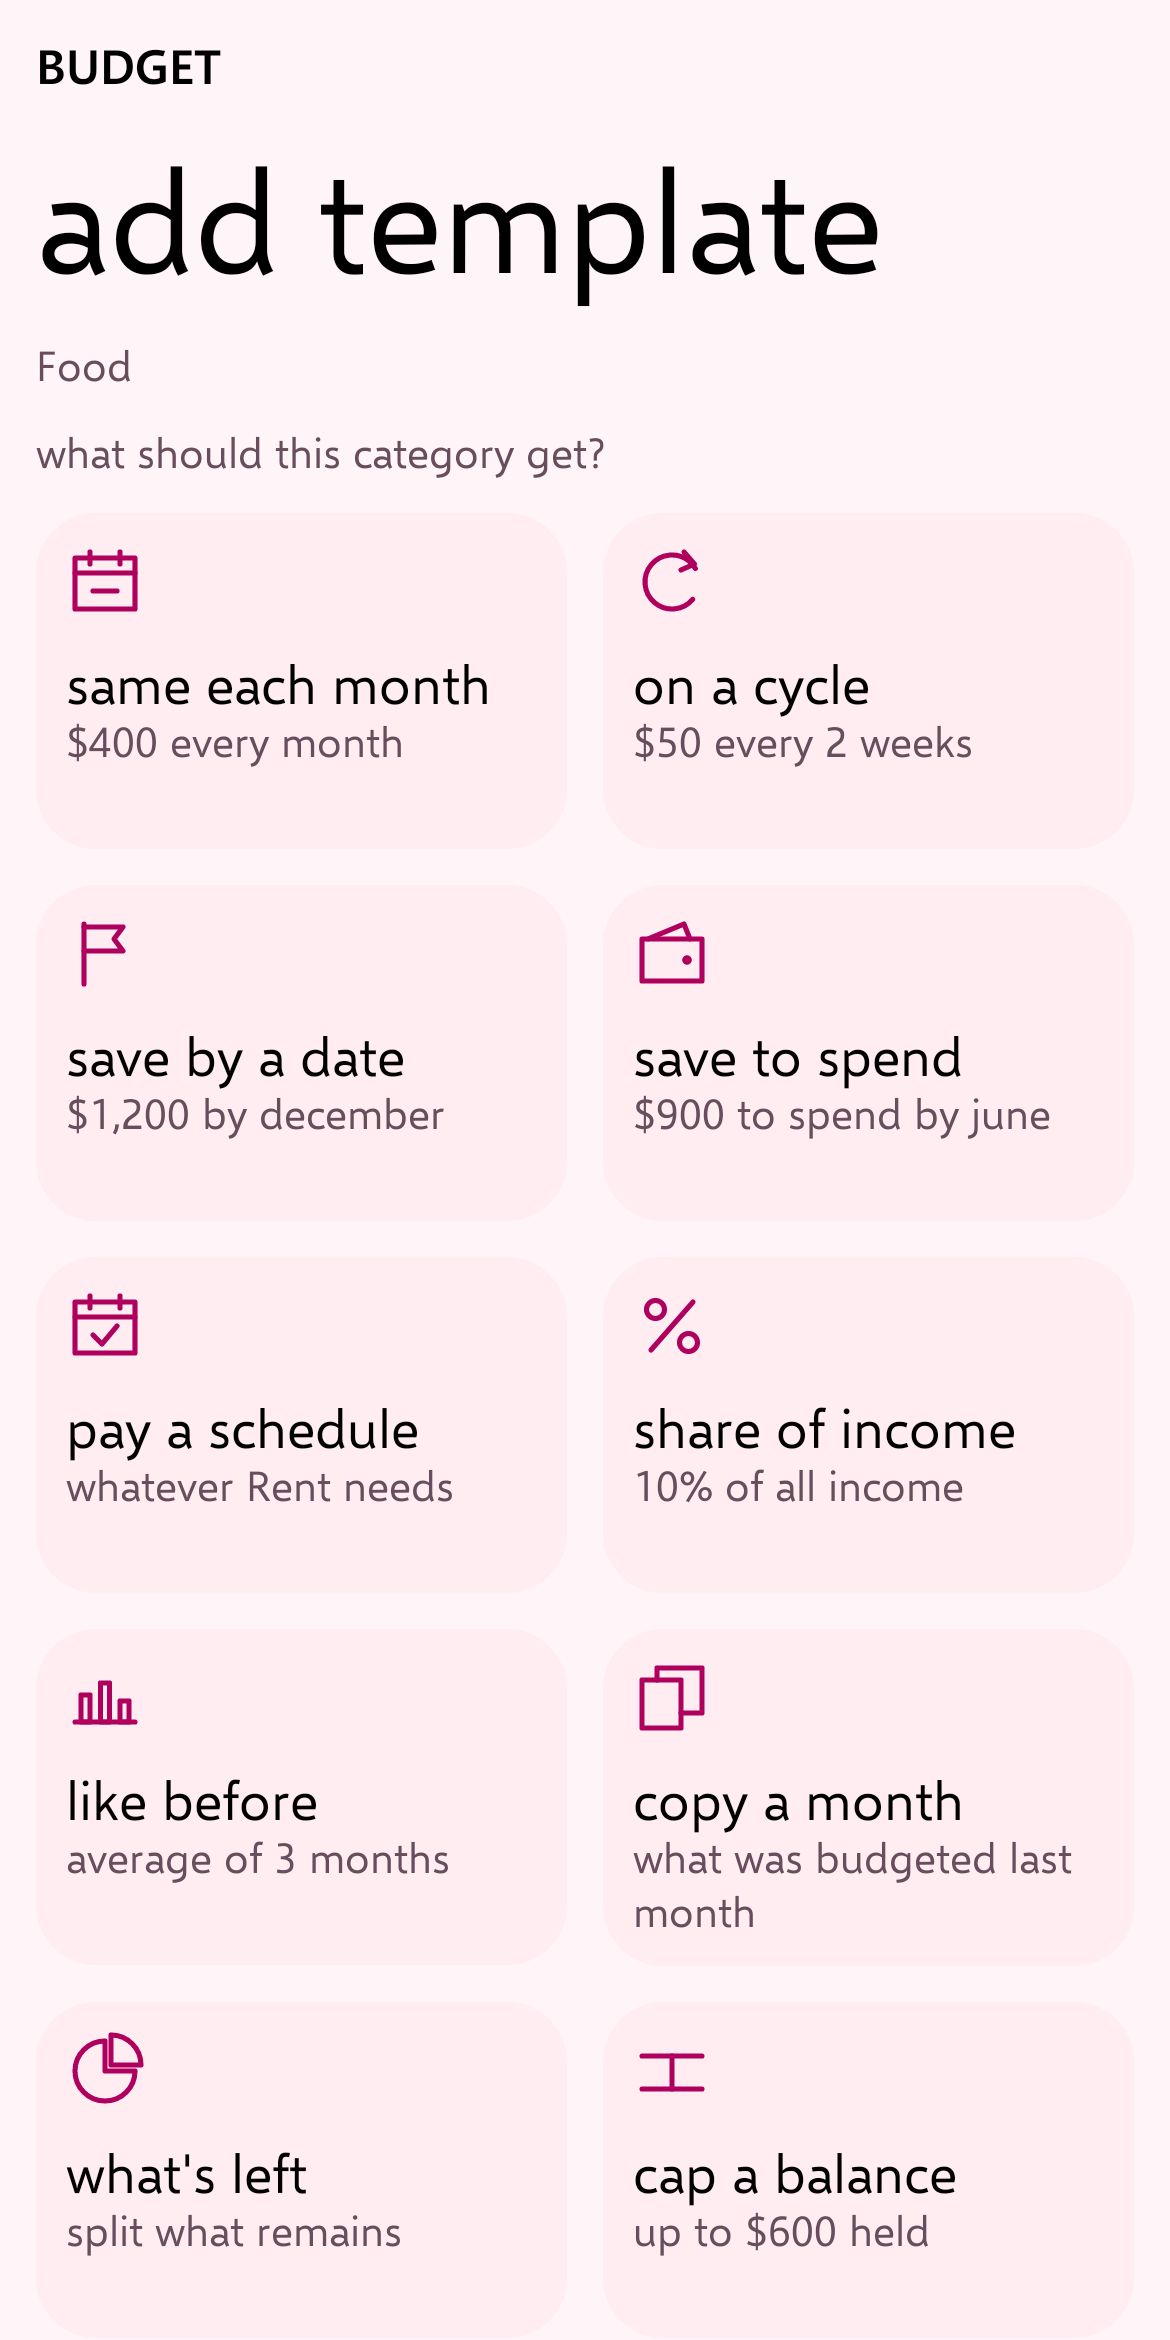 BUDGET
add template
Food
what should this category get?
same each month
$400 every month
on a cycle
$50 every 2 weeks
save by a date
$1,200 by december
save to spend
$900 to spend by june
pay a schedule
whatever Rent needs
share of income
10% of all income
like before
average of 3 months
copy a month
what was budgeted last
month
what's left
split what remains
cap a balance
up to $600 held